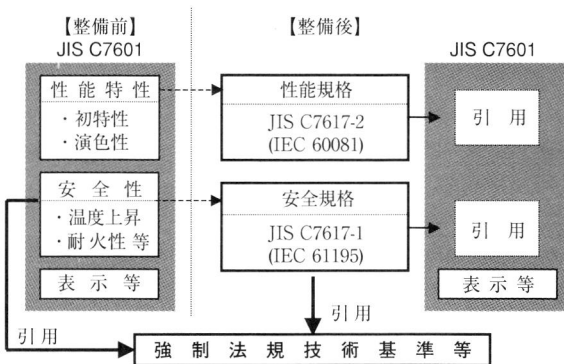 【整備前】
JIS C7601
性能特性
・初特性
・演色性
安全性
・温度上昇
・耐火性等
表示等
引用
【整備後】
性能規格
JIS C7617-2
(IEC 60081)
安全規格
JIS C7617-1
(IEC 61195)
引用
JIS C7601
引用
引用
表示等
強制法規技術基準等